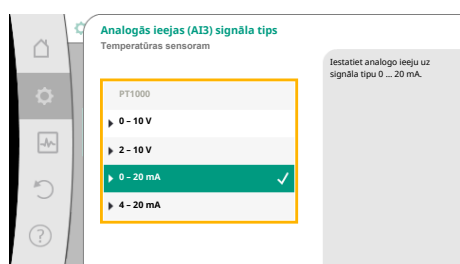 Analogās ieejas (AI3) signāla tips
Temperatūras sensoram
Iestatiet analogo ieeju uz
signāla tipu 0 ... 20 mA.
PT1000
0 – 10 V
2 – 10 V
0 – 20 mA
4 – 20 mA